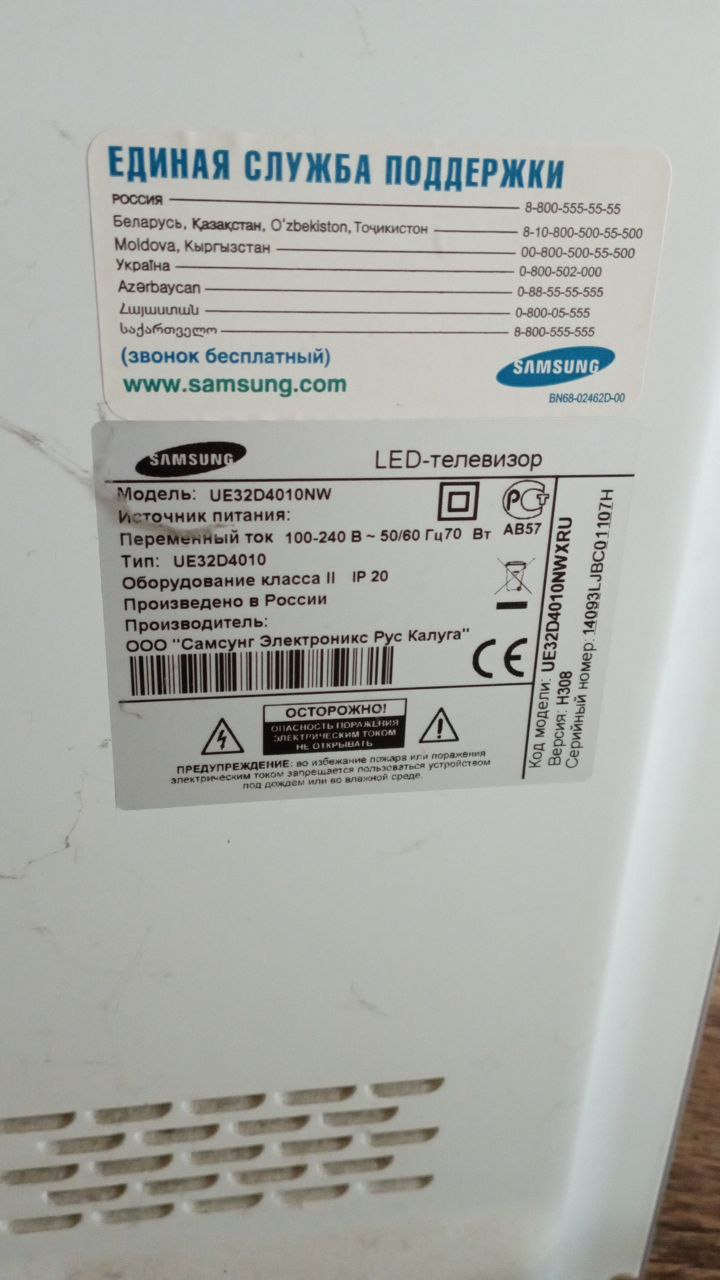 ЕДИНАЯ СЛУЖБА ПОДДЕРЖКИ
РОССИЯ 8-800-555-55-55
Беларусь, Қазақстан, O'zbekiston, Тоҷикистон 8-10-800-500-55-500
Moldova, Кыргызстан 00-800-500-55-500
Україна 0-800-502-000
Azərbaycan 0-88-55-55-555
Հայաստան 0-800-05-555
საქართველო 8-800-555-555
(звонок бесплатный)
www.samsung.com
SAMSUNG
BN68-02462D-00
SAMSUNG LED-телевизор
Модель: UE32D4010NW
Источник питания:
Переменный ток 100-240 В ~ 50/60 Гц 70 Вт
Тип: UE32D4010
Оборудование класса II IP 20
Произведено в России
Производитель:
ООО "Самсунг Электроникс Рус Калуга"
РСТ
АВ57
CE
ОСТОРОЖНО!
ОПАСНОСТЬ ПОРАЖЕНИЯ
ЭЛЕКТРИЧЕСКИМ ТОКОМ
НЕ ОТКРЫВАТЬ
ПРЕДУПРЕЖДЕНИЕ: во избежание пожара или поражения
электрическим током запрещается пользоваться устройством
под дождем или во влажной среде.
Код модели: UE32D4010NWXRU
Версия: H308
Серийный номер: 14093LJBC01107H